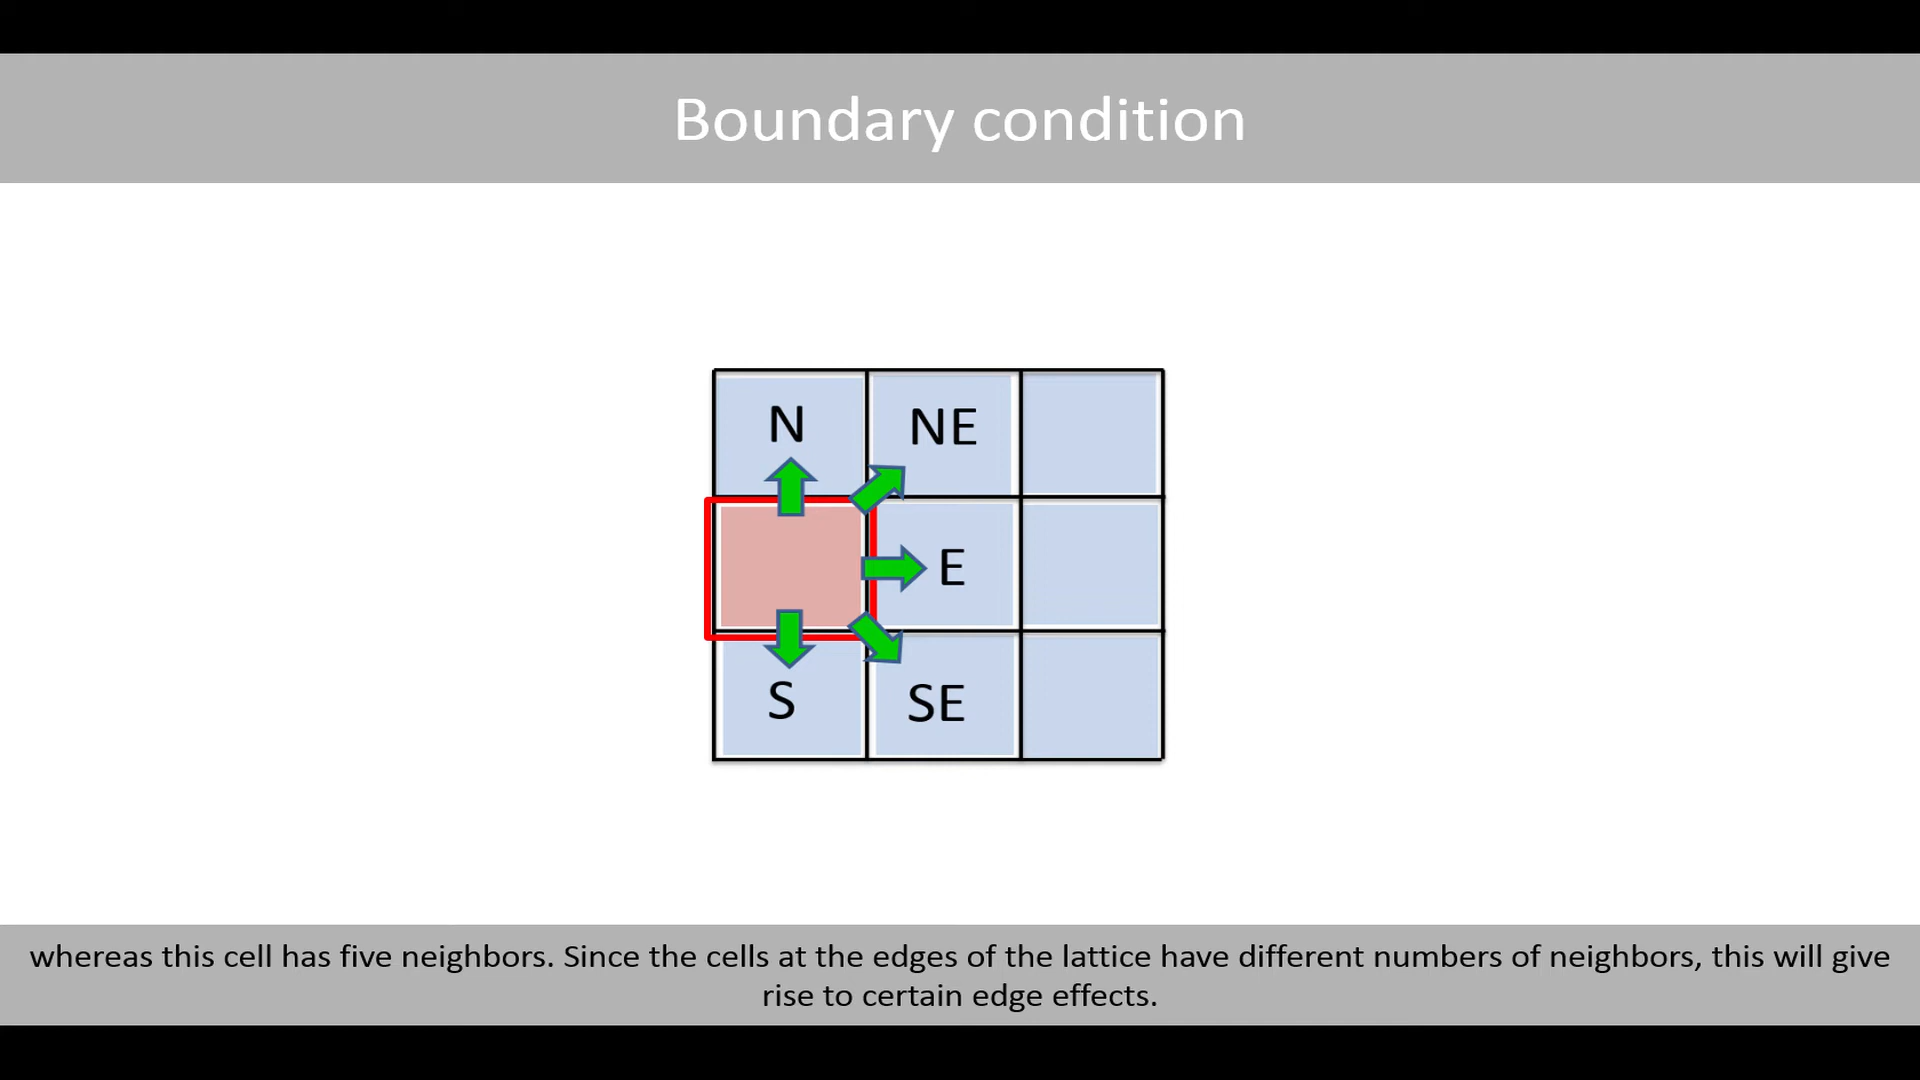 Boundary condition
N
NE
E
S
SE
whereas this cell has five neighbors. Since the cells at the edges of the lattice have different numbers of neighbors, this will give
rise to certain edge effects.